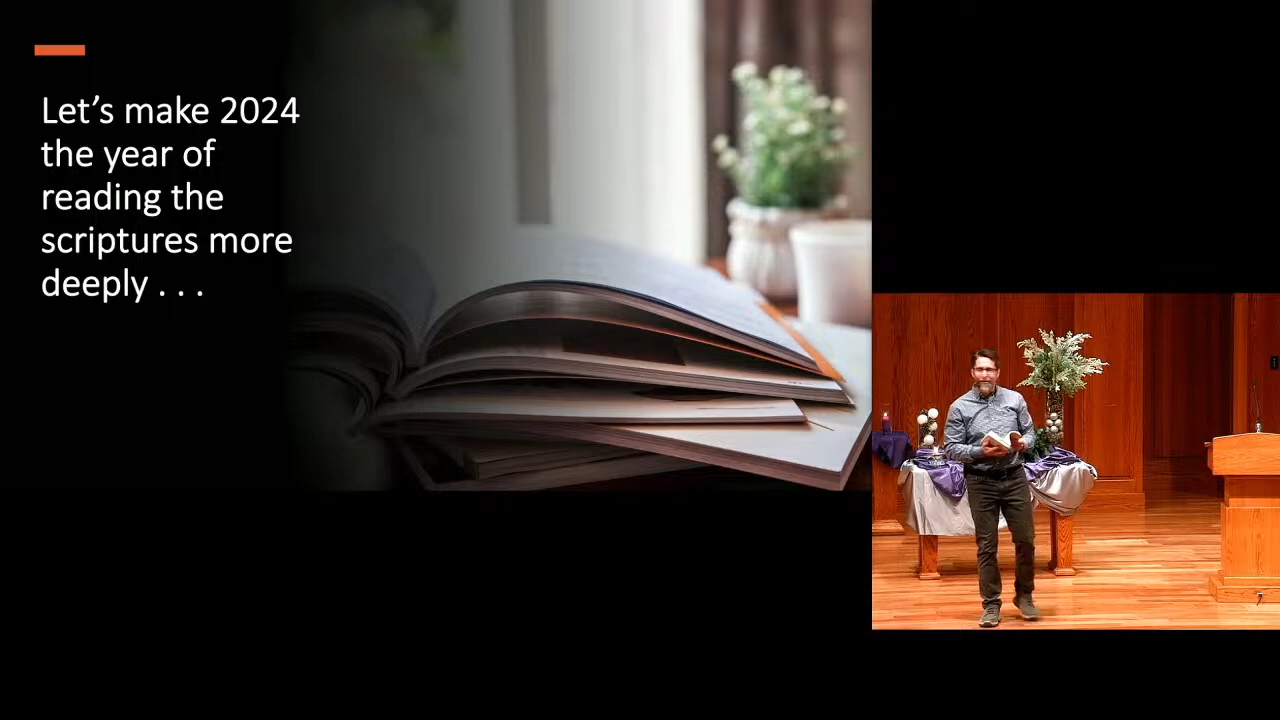 Let’s make 2024
the year of
reading the
scriptures more
deeply . . .